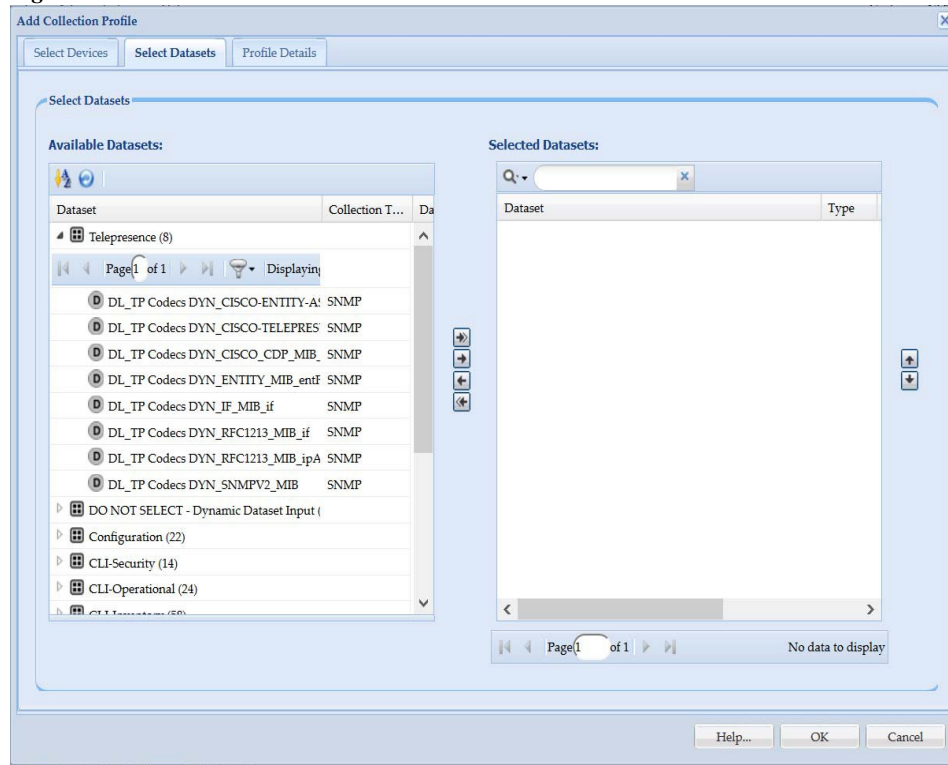 Add Collection Profile
Select Devices Select Datasets Profile Details
Select Datasets
Available Datasets:
Dataset Collection T... Da
Telepresence (8)
Page 1 of 1 Displaying
DL_TP Codecs DYN_CISCO-ENTITY-AS SNMP
DL_TP Codecs DYN_CISCO-TELEPRES SNMP
DL_TP Codecs DYN_CISCO_CDP_MIB_ SNMP
DL_TP Codecs DYN_ENTITY_MIB_entF SNMP
DL_TP Codecs DYN_IF_MIB_if SNMP
DL_TP Codecs DYN_RFC1213_MIB_if SNMP
DL_TP Codecs DYN_RFC1213_MIB_ipA SNMP
DL_TP Codecs DYN_SNMPV2_MIB SNMP
DO NOT SELECT - Dynamic Dataset Input (
Configuration (22)
CLI-Security (14)
CLI-Operational (24)
Selected Datasets:
Dataset Type
Page 1 of 1 No data to display
Help... OK Cancel